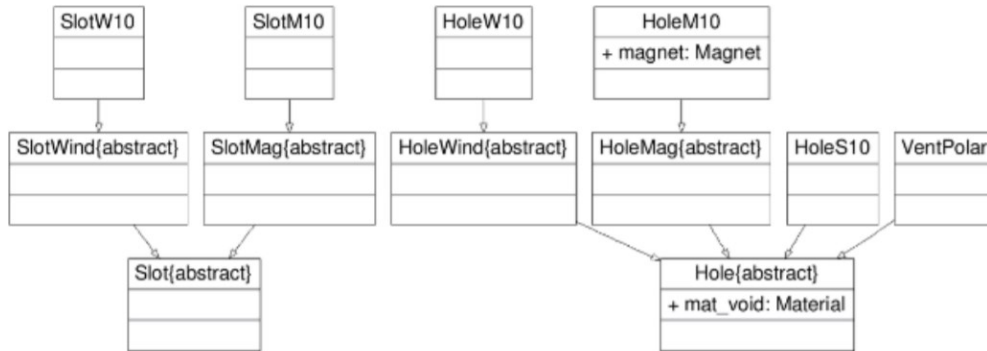 SlotW10
SlotM10
HoleW10
HoleM10
+ magnet: Magnet
SlotWind{abstract}
SlotMag{abstract}
HoleWind{abstract}
HoleMag{abstract}
HoleS10
VentPolar
Slot{abstract}
Hole{abstract}
+ mat_void: Material